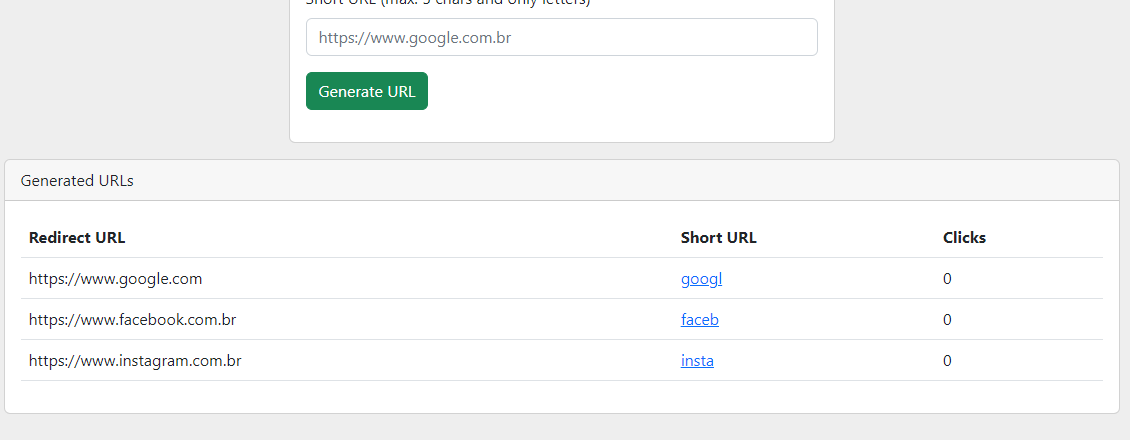 Short URL (max. 5 chars and only letters)
https://www.google.com.br
Generate URL
Generated URLs
Redirect URL Short URL Clicks
https://www.google.com googl 0
https://www.facebook.com.br faceb 0
https://www.instagram.com.br insta 0